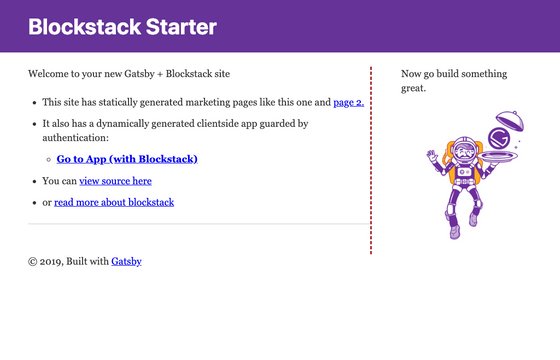 Blockstack Starter
Welcome to your new Gatsby + Blockstack site
This site has statically generated marketing pages like this one and page 2.
It also has a dynamically generated clientside app guarded by
authentication:
Go to App (with Blockstack)
You can view source here
or read more about blockstack
© 2019, Built with Gatsby
Now go build something
great.